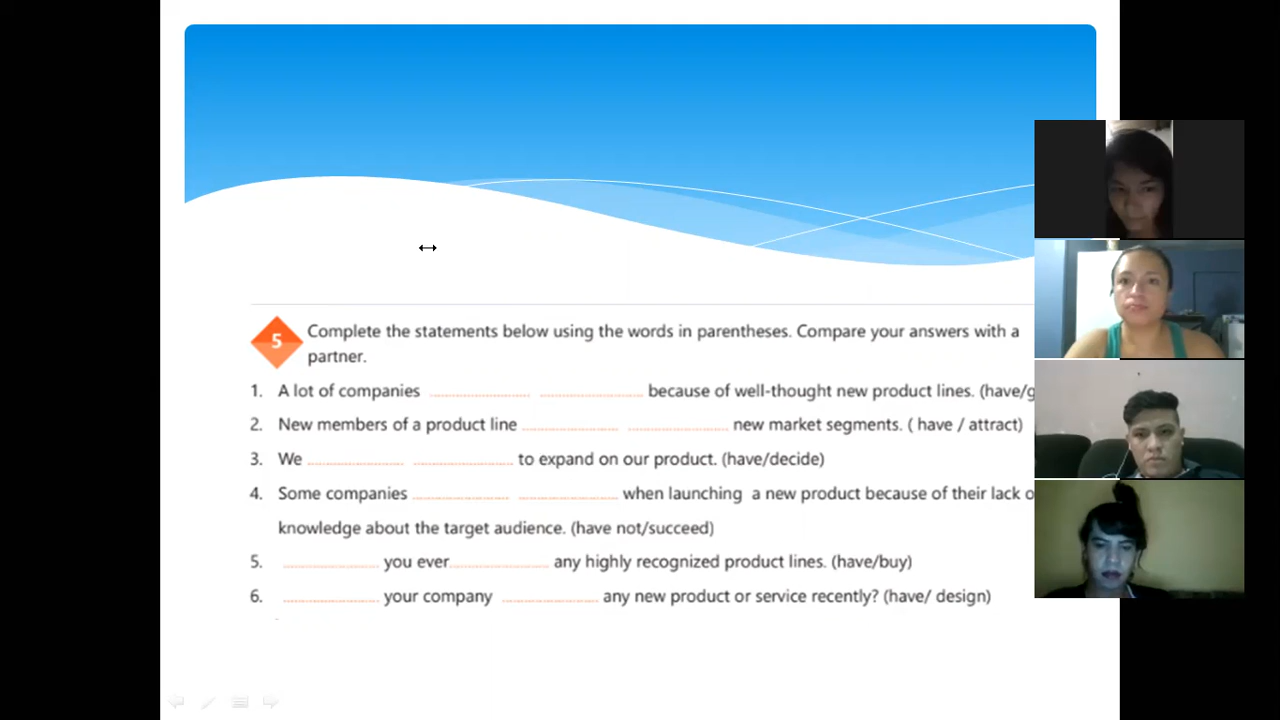 5
Complete the statements below using the words in parentheses. Compare your answers with a
partner.
1. A lot of companies ........................ ........................ because of well-thought new product lines. (have/g
2. New members of a product line ........................ ........................ new market segments. ( have / attract)
3. We ........................ ........................ to expand on our product. (have/decide)
4. Some companies ........................ ........................ when launching a new product because of their lack o
knowledge about the target audience. (have not/succeed)
5. ........................ you ever........................ any highly recognized product lines. (have/buy)
6. ........................ your company ........................ any new product or service recently? (have/ design)